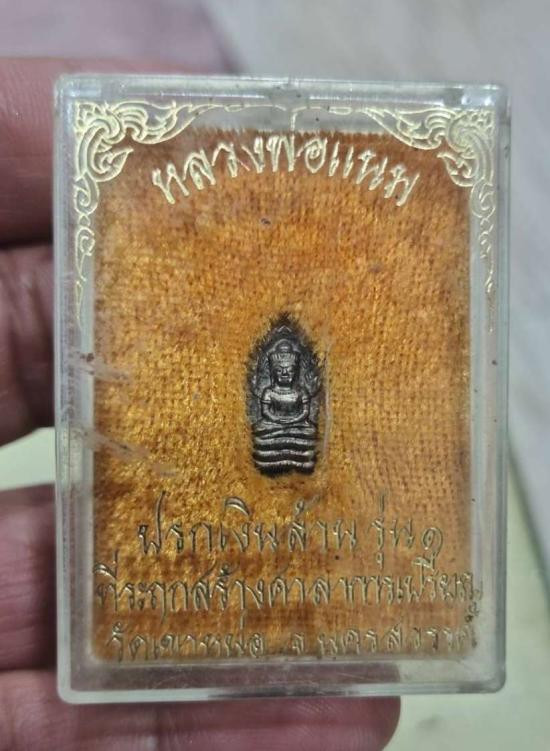 หลวงพ่อแนม
ปรกเงินล้าน รุ่น ๑
ที่ระฤกสร้างศาลาการเปรียญ
วัดเขาหน่อ จ.นครสวรรค์